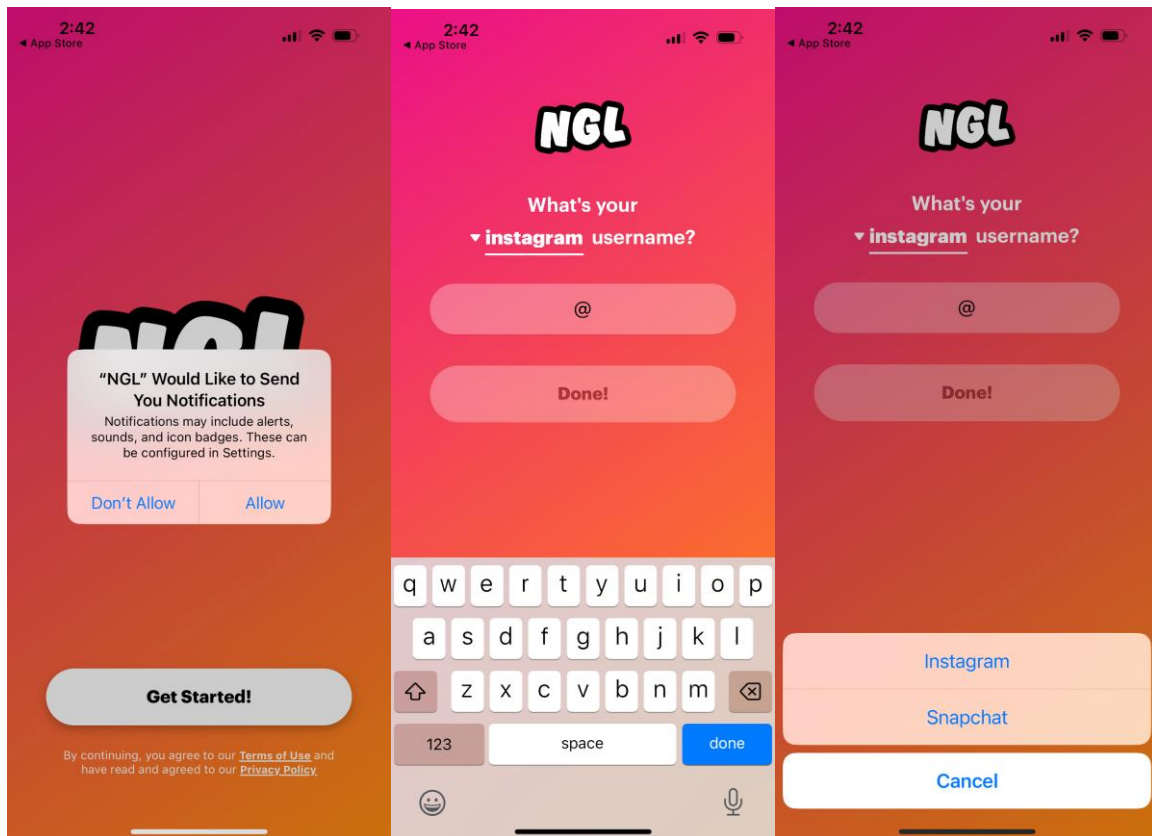 2:42
◀ App Store
NGL
“NGL” Would Like to Send
You Notifications
Notifications may include alerts,
sounds, and icon badges. These can
be configured in Settings.
Don’t Allow
Allow
Get Started!
By continuing, you agree to our Terms of Use and
have read and agreed to our Privacy Policy
2:42
◀ App Store
NGL
What's your
▼ instagram username?
@
Done!
q w e r t y u i o p
a s d f g h j k l
z x c v b n m
123 space done
2:42
◀ App Store
NGL
What's your
▼ instagram username?
@
Done!
Instagram
Snapchat
Cancel